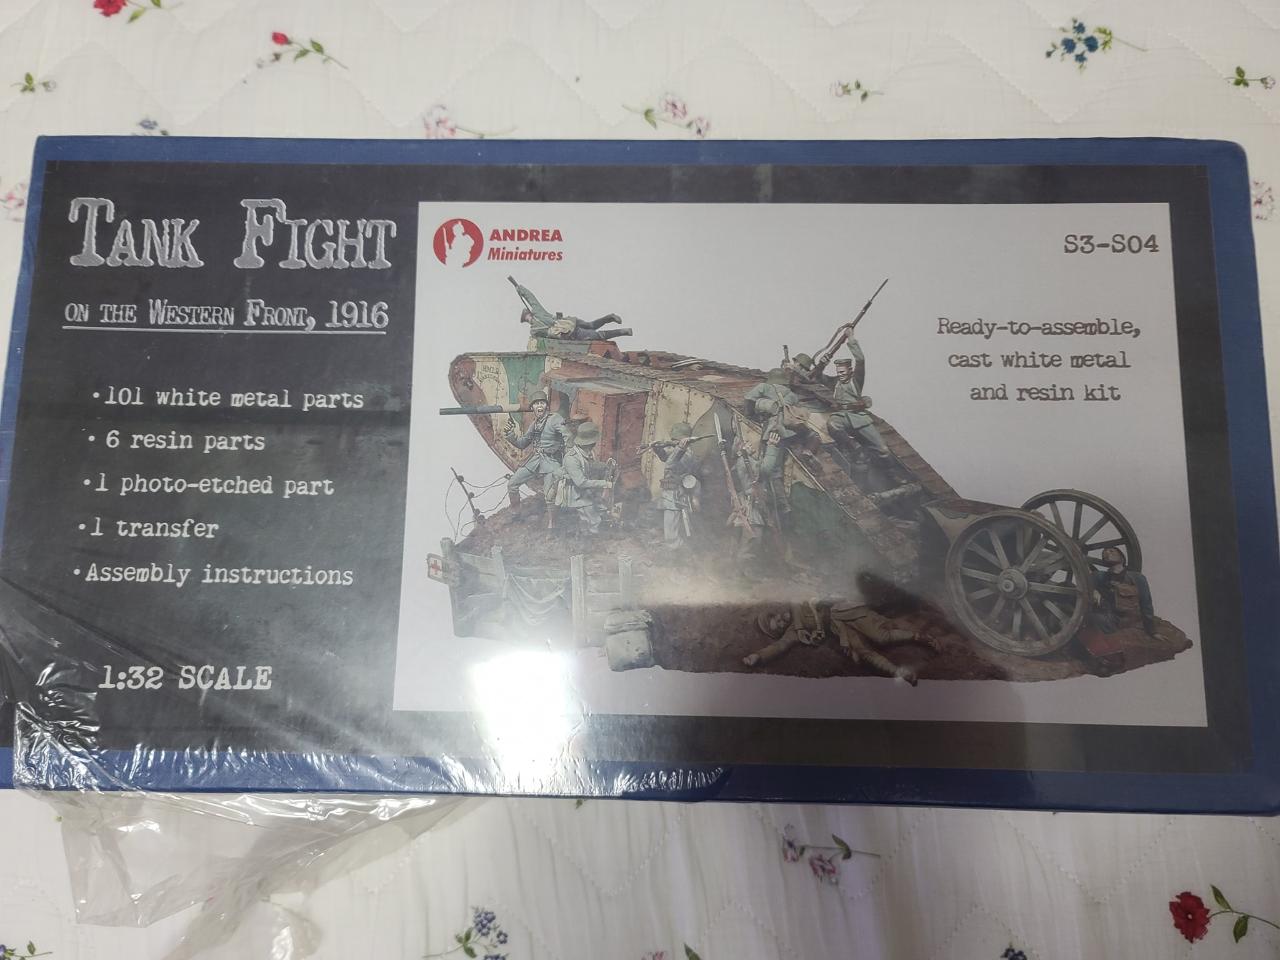 TANK FIGHT
ON THE WESTERN FRONT, 1916
•101 white metal parts
• 6 resin parts
•1 photo-etched part
•1 transfer
•Assembly instructions
1:32 SCALE
ANDREA
Miniatures
S3-S04
Ready-to-assemble,
cast white metal
and resin kit